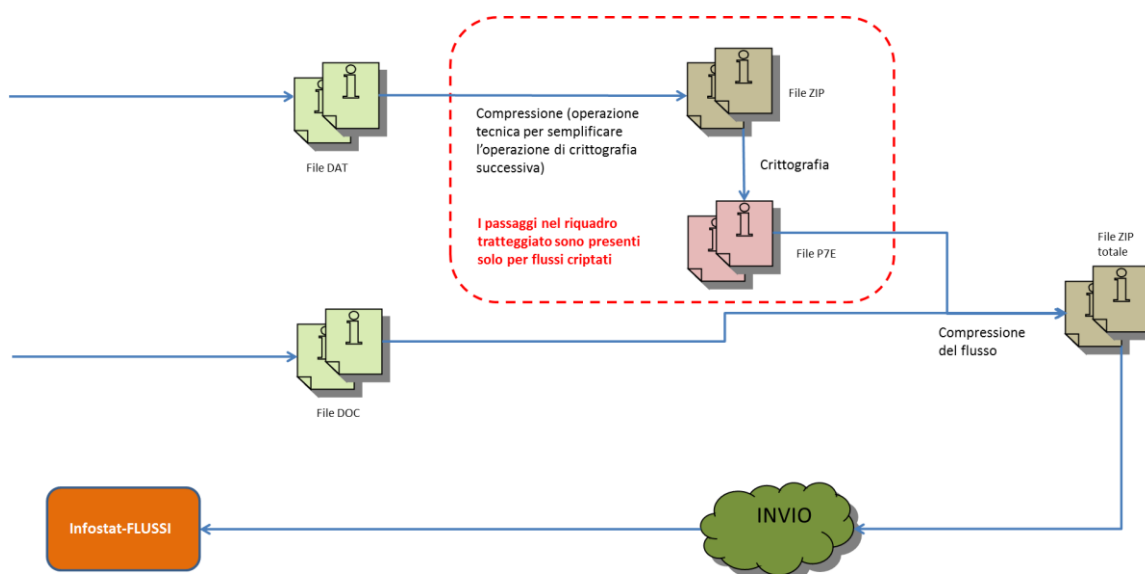 File ZIP
Compressione (operazione
tecnica per semplificare
l'operazione di crittografia
successiva)
File DAT
Crittografia
I passaggi nel riquadro
tratteggiato sono presenti
solo per flussi criptati
File P7E
File ZIP
totale
Compressione
del flusso
File DOC
Infostat-FLUSSI
INVIO